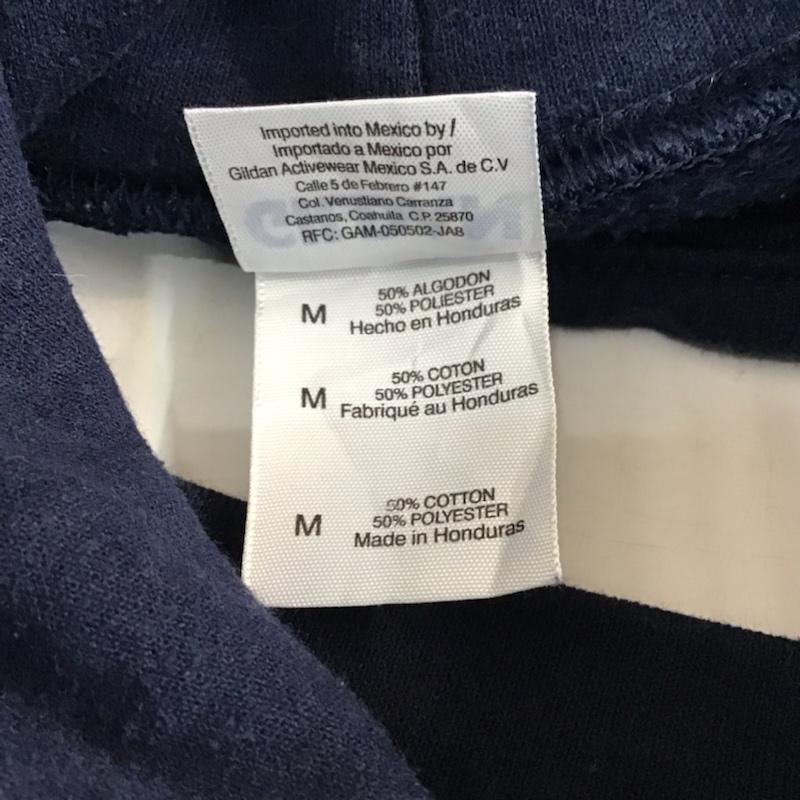 Imported into Mexico by /
Importado a Mexico por
Gildan Activewear Mexico S.A. de C.V
Calle 5 de Febrero #147
Col. Venustiano Carranza
Castanos, Coahuila C.P. 25870
RFC: GAM-050502-JA8
M
50% ALGODON
50% POLIESTER
Hecho en Honduras
M
50% COTON
50% POLYESTER
Fabriqué au Honduras
M
50% COTTON
50% POLYESTER
Made in Honduras